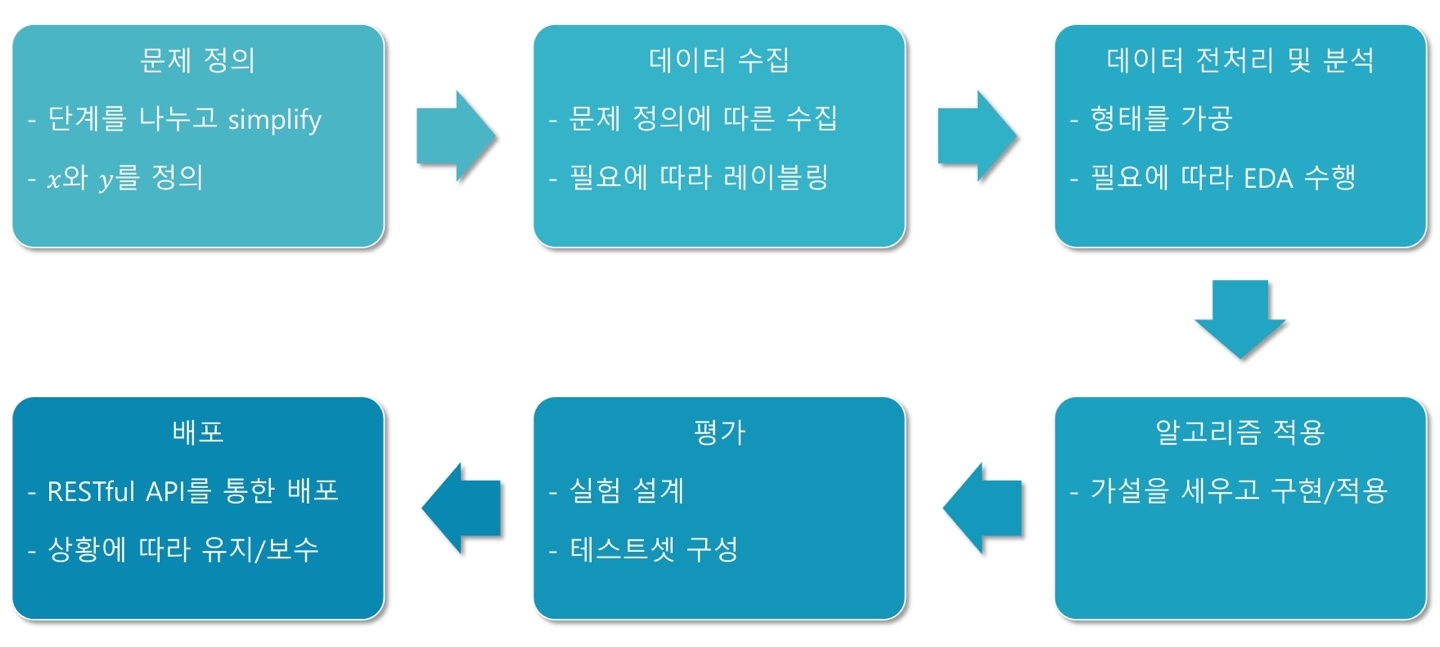 문제 정의
- 단계를 나누고 simplify
- x와 y를 정의
데이터 수집
- 문제 정의에 따른 수집
- 필요에 따라 레이블링
데이터 전처리 및 분석
- 형태를 가공
- 필요에 따라 EDA 수행
알고리즘 적용
- 가설을 세우고 구현/적용
평가
- 실험 설계
- 테스트셋 구성
배포
- RESTful API를 통한 배포
- 상황에 따라 유지/보수